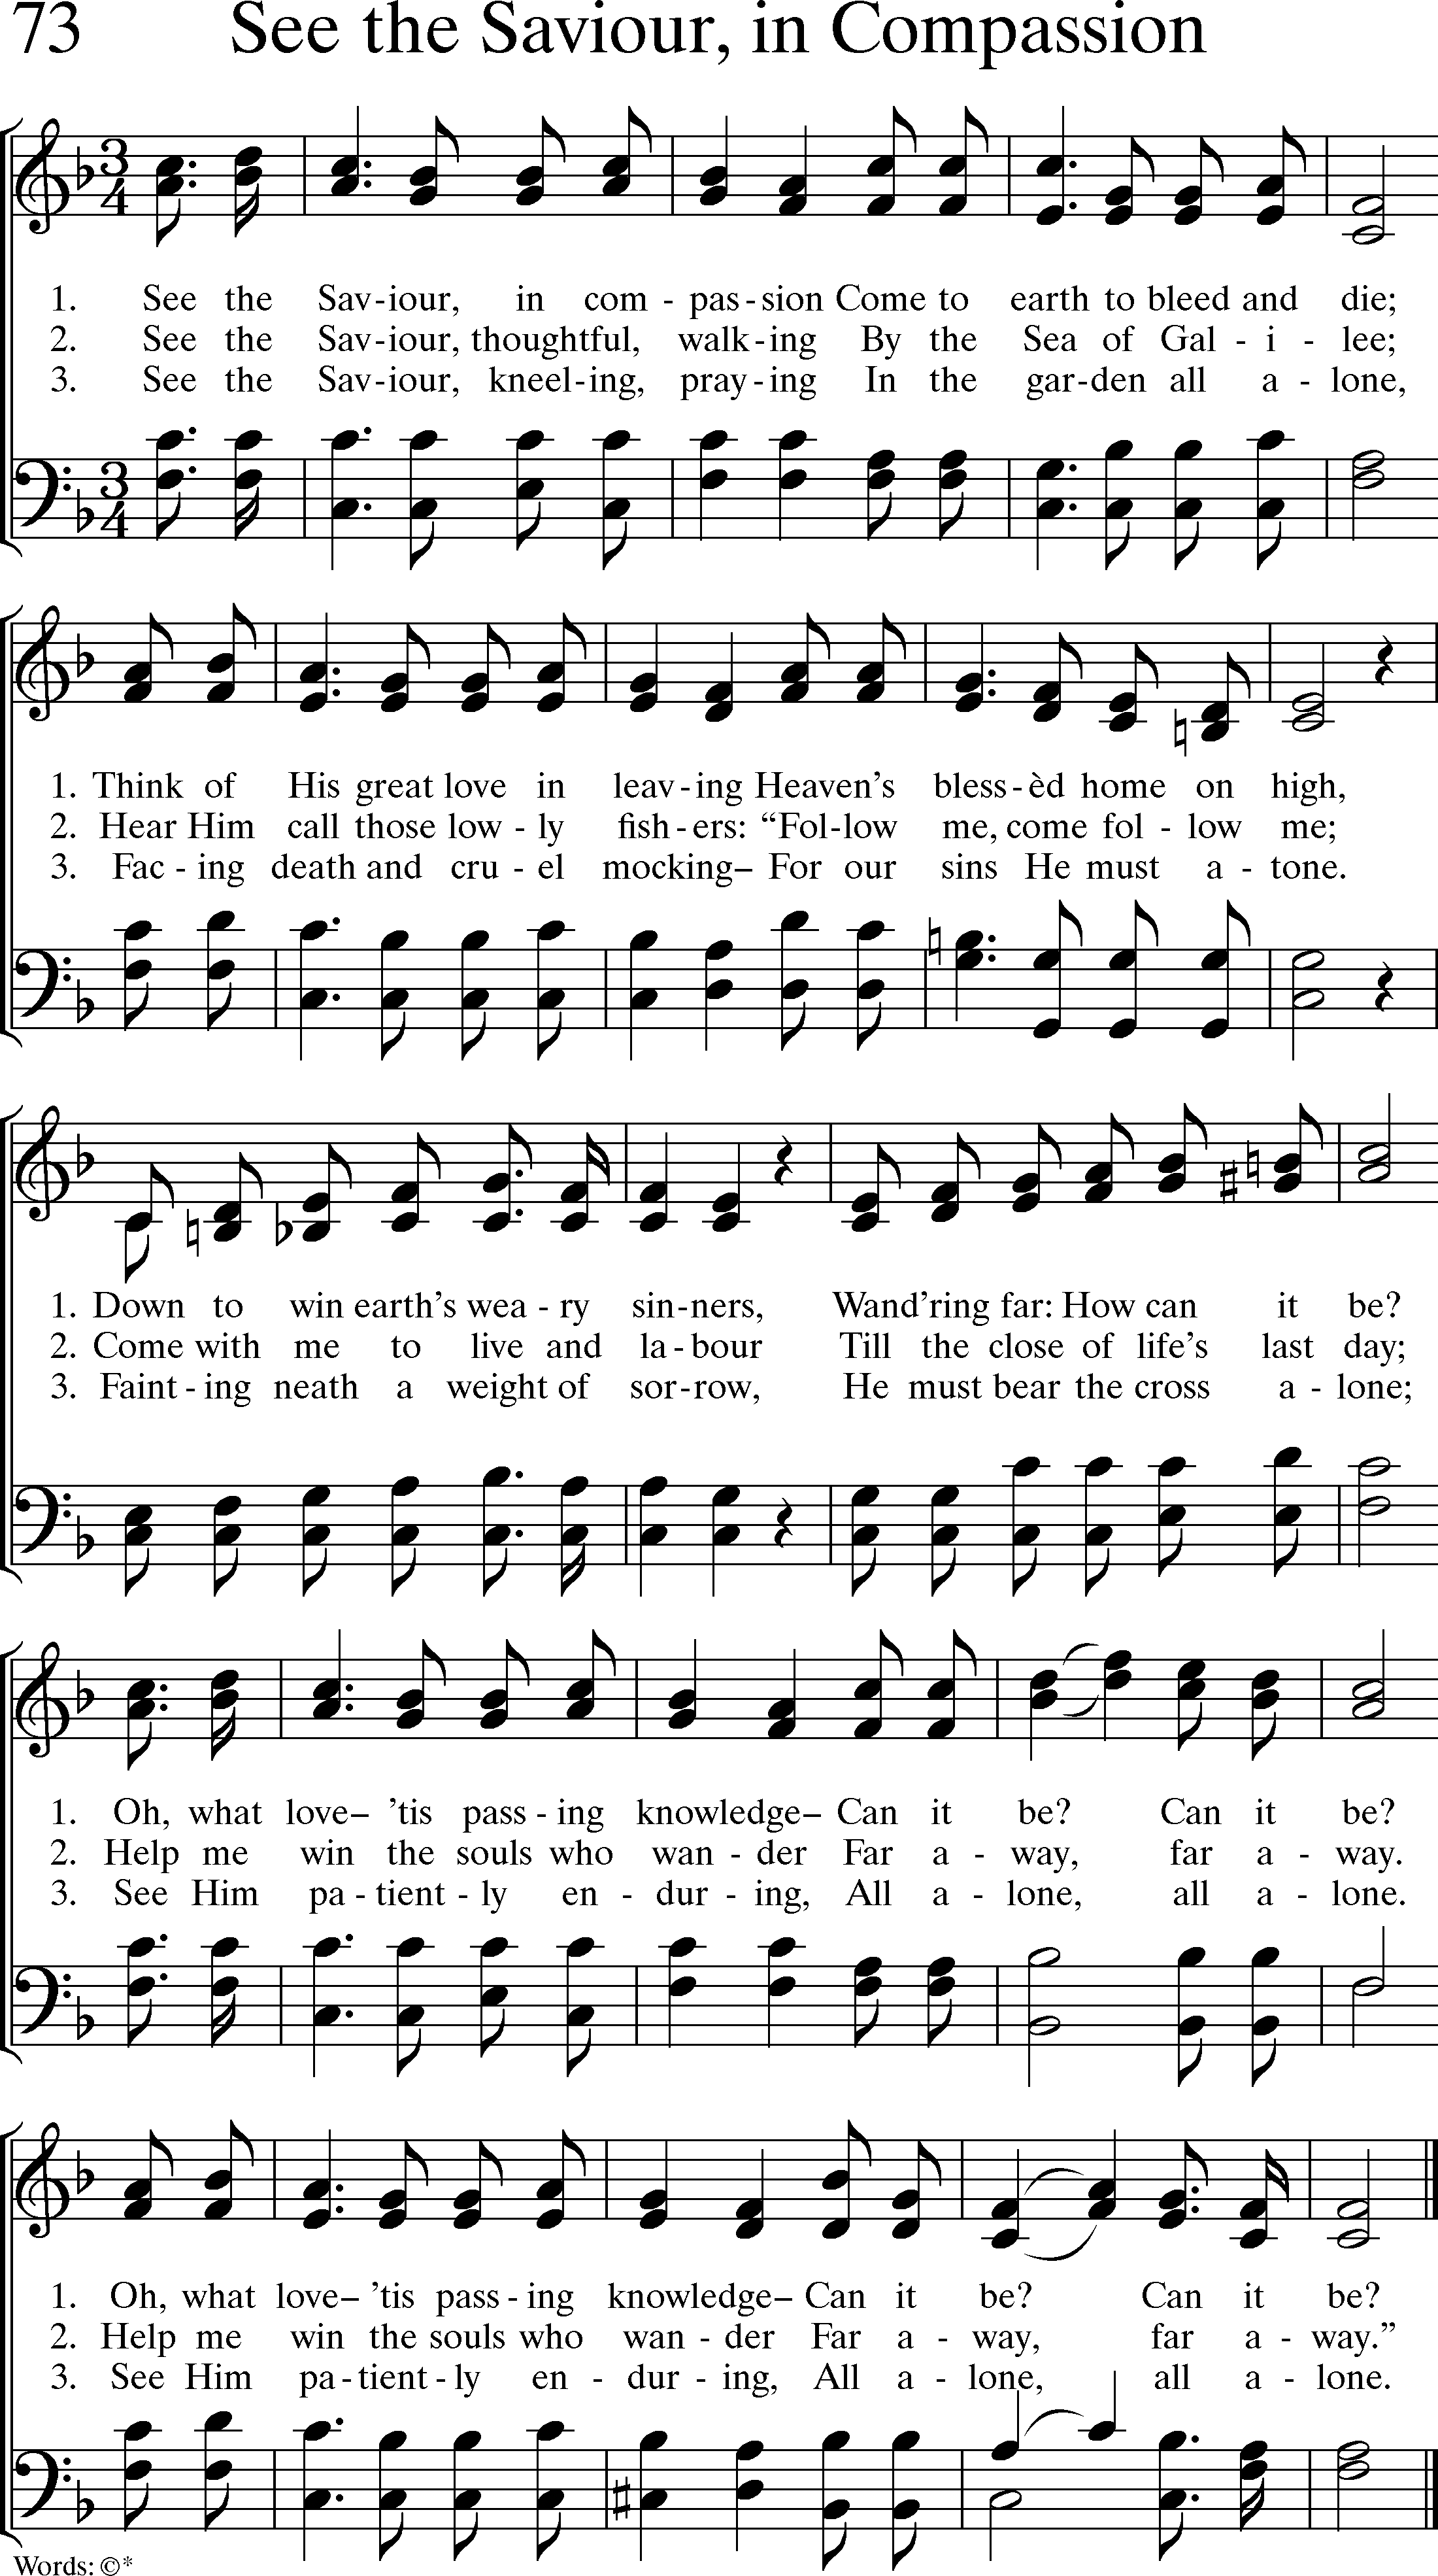 73 See the Saviour, in Compassion
1. See the Sav-iour, in com - pas-sion Come to earth to bleed and die;
2. See the Sav-iour, thoughtful, walk-ing By the Sea of Gal - i - lee;
3. See the Sav-iour, kneel-ing, pray-ing In the gar-den all a - lone,
1. Think of His great love in leav-ing Heaven’s bless-èd home on high,
2. Hear Him call those low - ly fish-ers: “Fol-low me, come fol - low me;
3. Fac - ing death and cru - el mocking– For our sins He must a - tone.
1. Down to win earth’s wea - ry sin-ners, Wand’ring far: How can it be?
2. Come with me to live and la-bour Till the close of life’s last day;
3. Faint - ing neath a weight of sor-row, He must bear the cross a - lone;
1. Oh, what love– ’tis pass - ing knowledge– Can it be? Can it be?
2. Help me win the souls who wan - der Far a - way, far a - way.
3. See Him pa - tient - ly en - dur - ing, All a - lone, all a - lone.
1. Oh, what love– ’tis pass - ing knowledge– Can it be? Can it be?
2. Help me win the souls who wan - der Far a - way, far a - way.”
3. See Him pa-tient-ly en - dur - ing, All a - lone, all a - lone.
Words: ©*